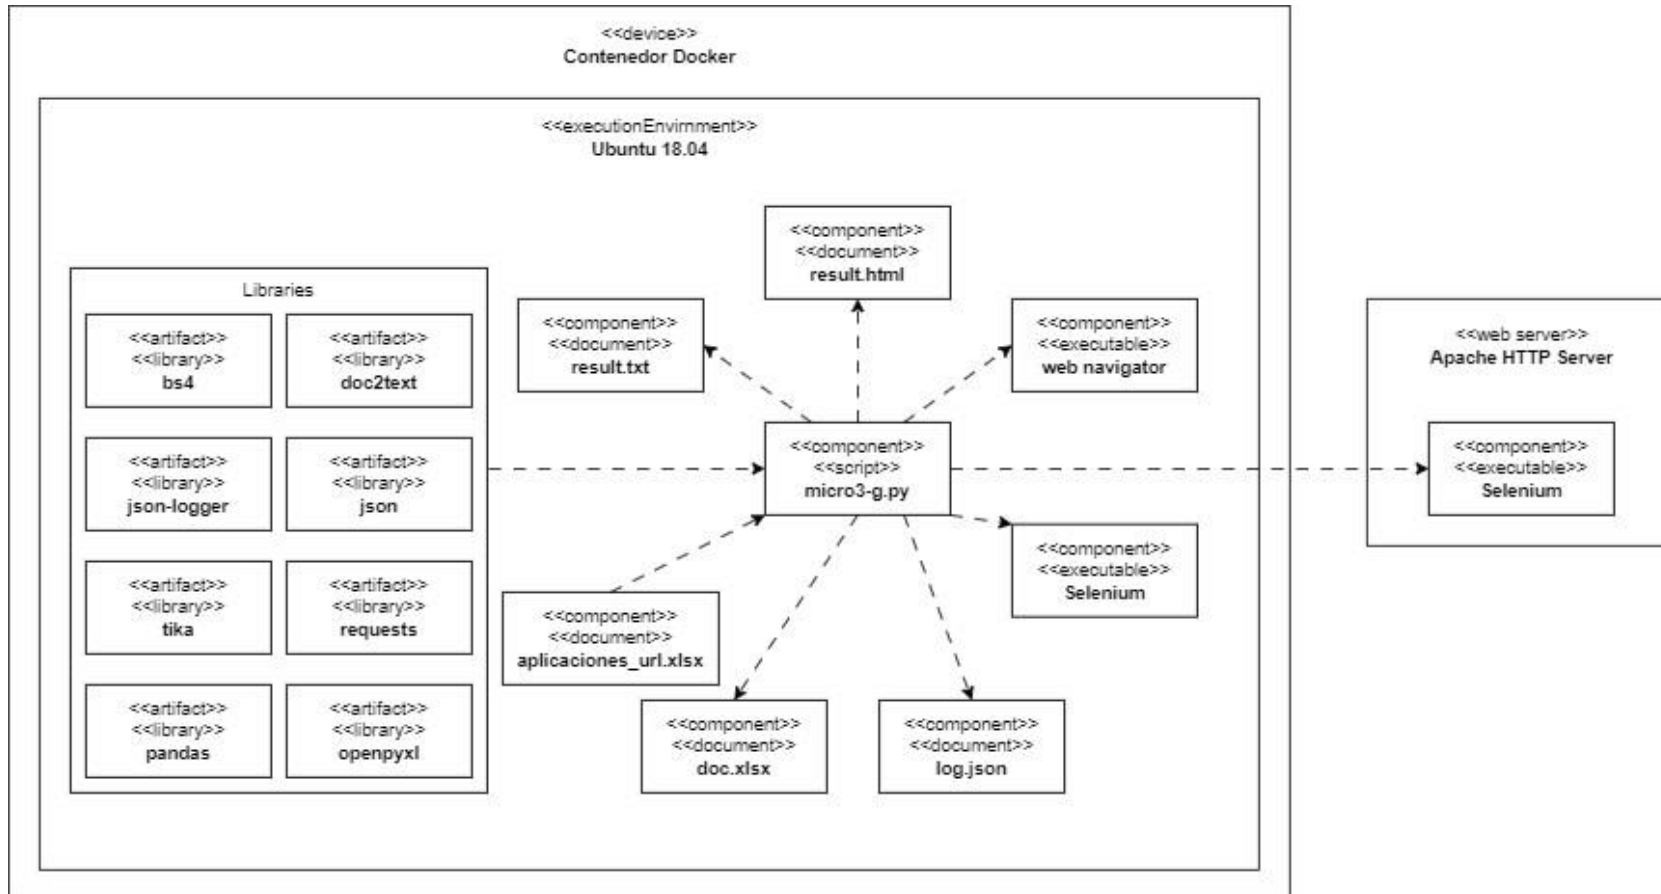 <<device>>
Contenedor Docker
<<executionEnvirnment>>
Ubuntu 18.04
Libraries
<<artifact>>
<<library>>
bs4
<<artifact>>
<<library>>
doc2text
<<artifact>>
<<library>>
json-logger
<<artifact>>
<<library>>
json
<<artifact>>
<<library>>
tika
<<artifact>>
<<library>>
requests
<<artifact>>
<<library>>
pandas
<<artifact>>
<<library>>
openpyxl
<<component>>
<<document>>
result.txt
<<component>>
<<document>>
result.html
<<component>>
<<executable>>
web navigator
<<component>>
<<script>>
micro3-g.py
<<component>>
<<document>>
aplicaciones_url.xlsx
<<component>>
<<executable>>
Selenium
<<component>>
<<document>>
doc.xlsx
<<component>>
<<document>>
log.json
<<web server>>
Apache HTTP Server
<<component>>
<<executable>>
Selenium